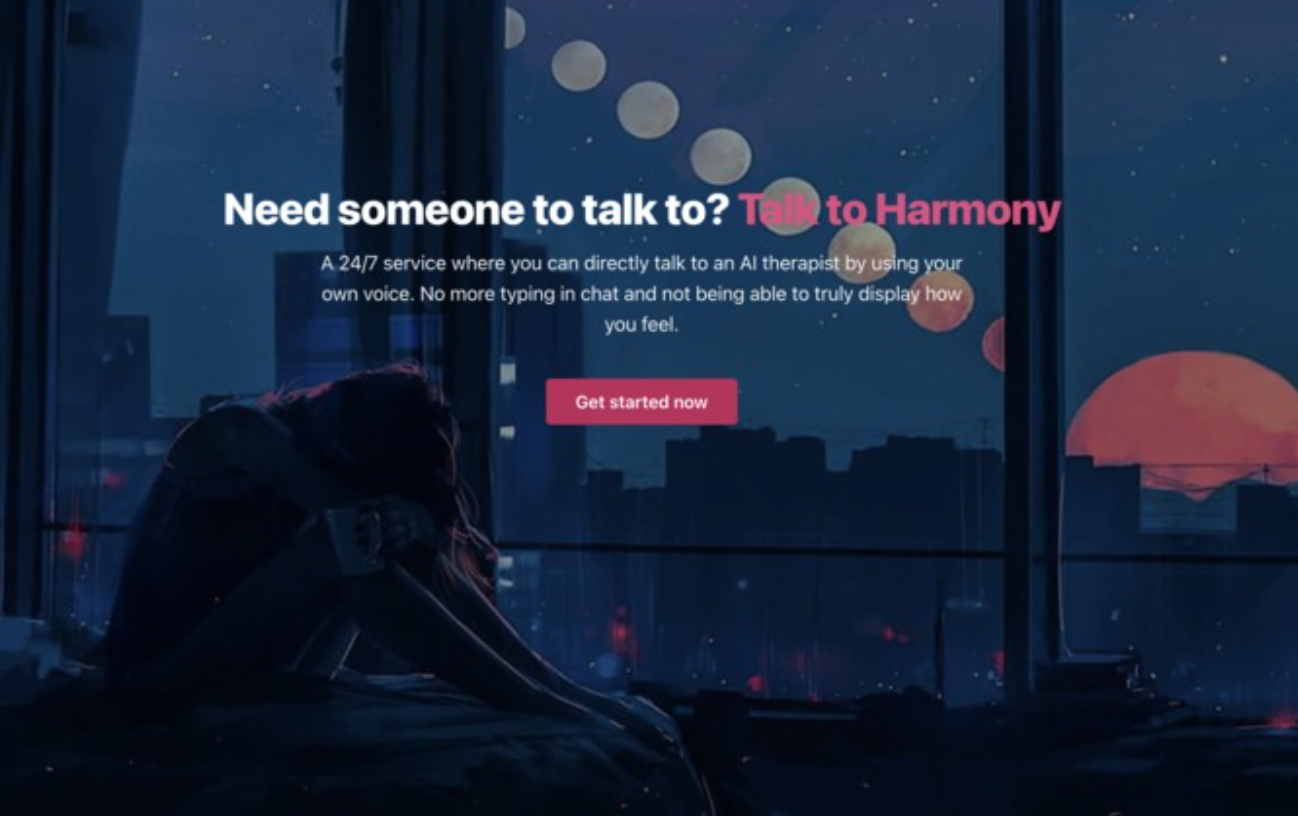 Need someone to talk to? Talk to Harmony
A 24/7 service where you can directly talk to an AI therapist by using your
own voice. No more typing in chat and not being able to truly display how
you feel.
Get started now